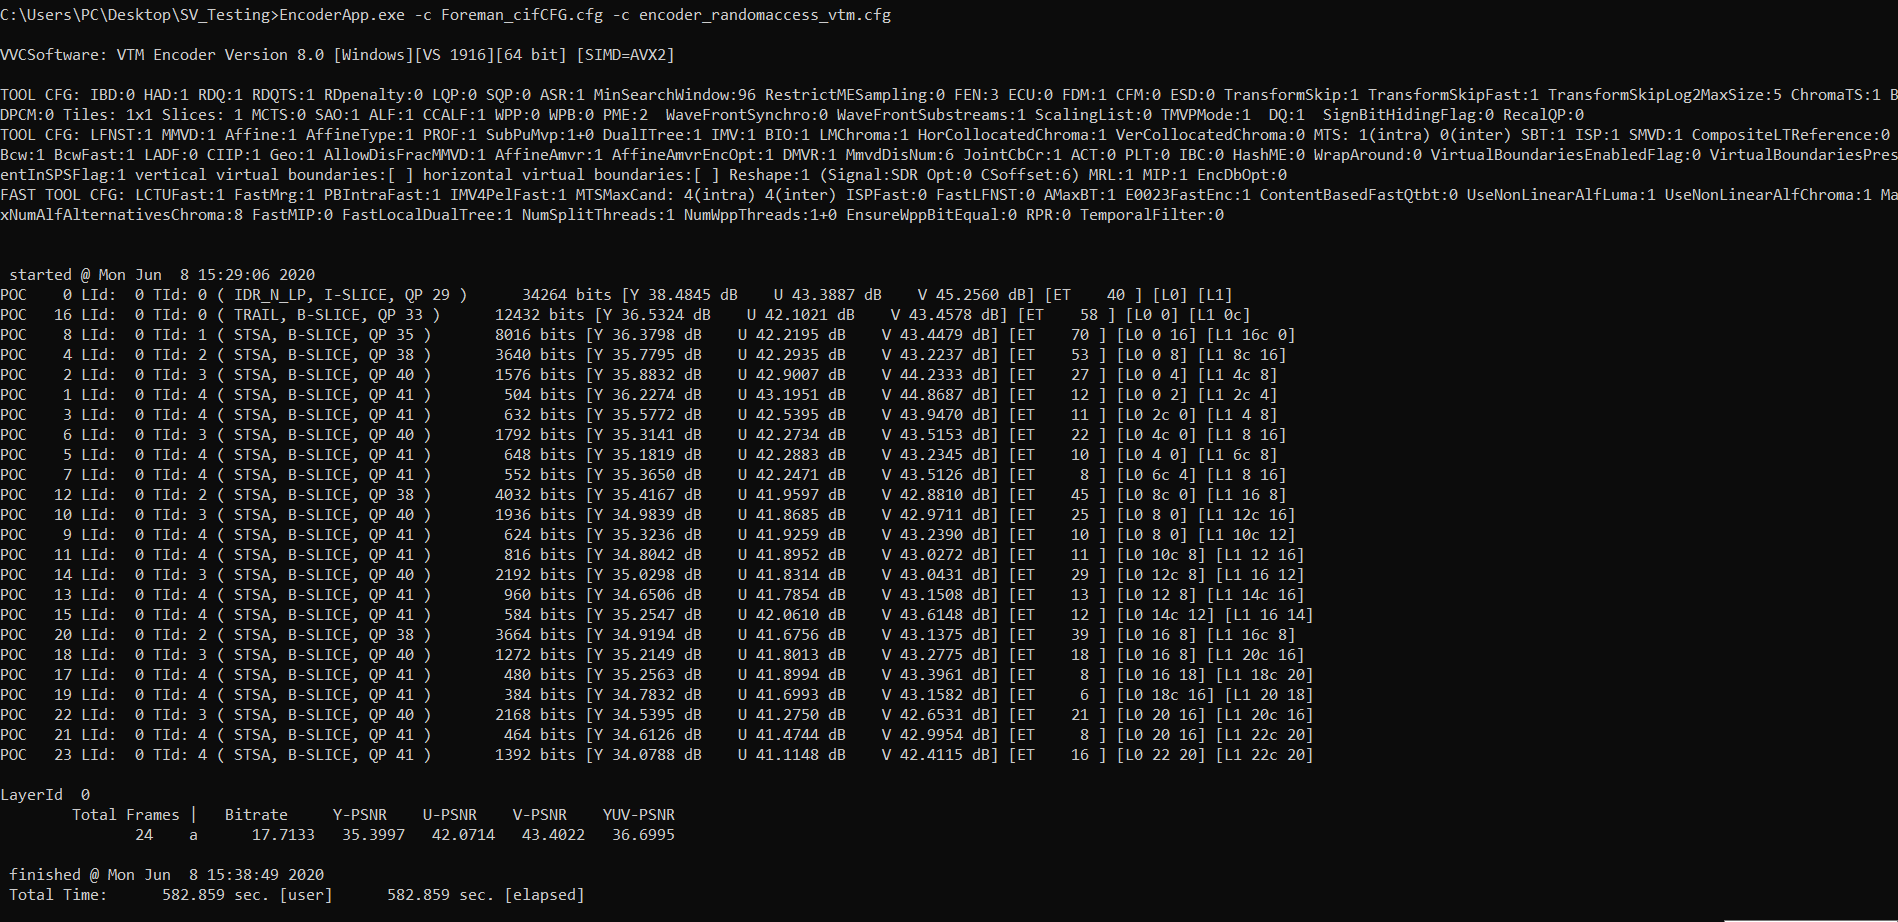 C:\Users\PC\Desktop\SV_Testing>EncoderApp.exe -c Foreman_cifCFG.cfg -c encoder_randomaccess_vtm.cfg
VVCSoftware: VTM Encoder Version 8.0 [Windows][VS 1916][64 bit] [SIMD=AVX2]
TOOL CFG: IBD:0 HAD:1 RDQ:1 RDQTS:1 RDpenalty:0 LQP:0 SQP:0 ASR:1 MinSearchWindow:96 RestrictMESampling:0 FEN:3 ECU:0 FDM:1 CFM:0 ESD:0 TransformSkip:1 TransformSkipFast:1 TransformSkipLog2MaxSize:5 ChromaTS:1 B
DPCM:0 Tiles: 1x1 Slices: 1 MCTS:0 SAO:1 ALF:1 CCALF:1 WPP:0 WPB:0 PME:2  WaveFrontSynchro:0 WaveFrontSubstreams:1 ScalingList:0 TMVPMode:1  DQ:1  SignBitHidingFlag:0 RecalQP:0
TOOL CFG: LFNST:1 MMVD:1 Affine:1 AffineType:1 PROF:1 SubPuMvp:1+0 DualITree:1 IMV:1 BIO:1 LMChroma:1 HorCollocatedChroma:1 VerCollocatedChroma:0 MTS: 1(intra) 0(inter) SBT:1 ISP:1 SMVD:1 CompositeLTReference:0
Bcw:1 BcwFast:1 LADF:0 CIIP:1 Geo:1 AllowDisFracMMVD:1 AffineAmvr:1 AffineAmvrEncOpt:1 DMVR:1 MmvdDisNum:6 JointCbCr:1 ACT:0 PLT:0 IBC:0 HashME:0 WrapAround:0 VirtualBoundariesEnabledFlag:0 VirtualBoundariesPres
entInSPSFlag:1 vertical virtual boundaries:[ ] horizontal virtual boundaries:[ ] Reshape:1 (Signal:SDR Opt:0 CSoffset:6) MRL:1 MIP:1 EncDbOpt:0
FAST TOOL CFG: LCTUFast:1 FastMrg:1 PBIntraFast:1 IMV4PelFast:1 MTSMaxCand: 4(intra) 4(inter) ISPFast:0 FastLFNST:0 AMaxBT:1 E0023FastEnc:1 ContentBasedFastQtbt:0 UseNonLinearAlfLuma:1 UseNonLinearAlfChroma:1 Ma
xNumAlfAlternativesChroma:8 FastMIP:0 FastLocalDualTree:1 NumSplitThreads:1 NumWppThreads:1+0 EnsureWppBitEqual:0 RPR:0 TemporalFilter:0
started @ Mon Jun  8 15:29:06 2020
POC    0 LId:  0 TId: 0 ( IDR_N_LP, I-SLICE, QP 29 )      34264 bits [Y 38.4845 dB    U 43.3887 dB    V 45.2560 dB] [ET    40 ] [L0] [L1]
POC   16 LId:  0 TId: 0 ( TRAIL, B-SLICE, QP 33 )      12432 bits [Y 36.5324 dB    U 42.1021 dB    V 43.4578 dB] [ET    58 ] [L0 0] [L1 0c]
POC    8 LId:  0 TId: 1 ( STSA, B-SLICE, QP 35 )       8016 bits [Y 36.3798 dB    U 42.2195 dB    V 43.4479 dB] [ET    70 ] [L0 0 16] [L1 16c 0]
POC    4 LId:  0 TId: 2 ( STSA, B-SLICE, QP 38 )       3640 bits [Y 35.7795 dB    U 42.2935 dB    V 43.2237 dB] [ET    53 ] [L0 0 8] [L1 8c 16]
POC    2 LId:  0 TId: 3 ( STSA, B-SLICE, QP 40 )       1576 bits [Y 35.8832 dB    U 42.9007 dB    V 44.2333 dB] [ET    27 ] [L0 0 4] [L1 4c 8]
POC    1 LId:  0 TId: 4 ( STSA, B-SLICE, QP 41 )        504 bits [Y 36.2274 dB    U 43.1951 dB    V 44.8687 dB] [ET    12 ] [L0 0 2] [L1 2c 4]
POC    3 LId:  0 TId: 4 ( STSA, B-SLICE, QP 41 )        632 bits [Y 35.5772 dB    U 42.5395 dB    V 43.9470 dB] [ET    11 ] [L0 2c 0] [L1 4 8]
POC    6 LId:  0 TId: 3 ( STSA, B-SLICE, QP 40 )       1792 bits [Y 35.3141 dB    U 42.2734 dB    V 43.5153 dB] [ET    22 ] [L0 4c 0] [L1 8 16]
POC    5 LId:  0 TId: 4 ( STSA, B-SLICE, QP 41 )        648 bits [Y 35.1819 dB    U 42.2883 dB    V 43.2345 dB] [ET    10 ] [L0 4 0] [L1 6c 8]
POC    7 LId:  0 TId: 4 ( STSA, B-SLICE, QP 41 )        552 bits [Y 35.3650 dB    U 42.2471 dB    V 43.5126 dB] [ET     8 ] [L0 6c 4] [L1 8 16]
POC   12 LId:  0 TId: 2 ( STSA, B-SLICE, QP 38 )       4032 bits [Y 35.4167 dB    U 41.9597 dB    V 42.8810 dB] [ET    45 ] [L0 8c 0] [L1 16 8]
POC   10 LId:  0 TId: 3 ( STSA, B-SLICE, QP 40 )       1936 bits [Y 34.9839 dB    U 41.8685 dB    V 42.9711 dB] [ET    25 ] [L0 8 0] [L1 12c 16]
POC    9 LId:  0 TId: 4 ( STSA, B-SLICE, QP 41 )        624 bits [Y 35.3236 dB    U 41.9259 dB    V 43.2390 dB] [ET    10 ] [L0 8 0] [L1 10c 12]
POC   11 LId:  0 TId: 4 ( STSA, B-SLICE, QP 41 )        816 bits [Y 34.8042 dB    U 41.8952 dB    V 43.0272 dB] [ET    11 ] [L0 10c 8] [L1 12 16]
POC   14 LId:  0 TId: 3 ( STSA, B-SLICE, QP 40 )       2192 bits [Y 35.0298 dB    U 41.8314 dB    V 43.0431 dB] [ET    29 ] [L0 12c 8] [L1 16 12]
POC   13 LId:  0 TId: 4 ( STSA, B-SLICE, QP 41 )        960 bits [Y 34.6506 dB    U 41.7854 dB    V 43.1508 dB] [ET    13 ] [L0 12 8] [L1 14c 16]
POC   15 LId:  0 TId: 4 ( STSA, B-SLICE, QP 41 )        584 bits [Y 35.2547 dB    U 42.0610 dB    V 43.6148 dB] [ET    12 ] [L0 14c 12] [L1 16 14]
POC   20 LId:  0 TId: 2 ( STSA, B-SLICE, QP 38 )       3664 bits [Y 34.9194 dB    U 41.6756 dB    V 43.1375 dB] [ET    39 ] [L0 16 8] [L1 16c 8]
POC   18 LId:  0 TId: 3 ( STSA, B-SLICE, QP 40 )       1272 bits [Y 35.2149 dB    U 41.8013 dB    V 43.2775 dB] [ET    18 ] [L0 16 8] [L1 20c 16]
POC   17 LId:  0 TId: 4 ( STSA, B-SLICE, QP 41 )        480 bits [Y 35.2563 dB    U 41.8994 dB    V 43.3961 dB] [ET     8 ] [L0 16 18] [L1 18c 20]
POC   19 LId:  0 TId: 4 ( STSA, B-SLICE, QP 41 )        384 bits [Y 34.7832 dB    U 41.6993 dB    V 43.1582 dB] [ET     6 ] [L0 18c 16] [L1 20 18]
POC   22 LId:  0 TId: 3 ( STSA, B-SLICE, QP 40 )       2168 bits [Y 34.5395 dB    U 41.2750 dB    V 42.6531 dB] [ET    21 ] [L0 20 16] [L1 20c 16]
POC   21 LId:  0 TId: 4 ( STSA, B-SLICE, QP 41 )        464 bits [Y 34.6126 dB    U 41.4744 dB    V 42.9954 dB] [ET     8 ] [L0 20 16] [L1 22c 20]
POC   23 LId:  0 TId: 4 ( STSA, B-SLICE, QP 41 )       1392 bits [Y 34.0788 dB    U 41.1148 dB    V 42.4115 dB] [ET    16 ] [L0 22 20] [L1 22c 20]
LayerId  0
Total Frames |   Bitrate     Y-PSNR    U-PSNR    V-PSNR    YUV-PSNR
24    a      17.7133   35.3997   42.0714   43.4022   36.6995
finished @ Mon Jun  8 15:38:49 2020
Total Time:      582.859 sec. [user]      582.859 sec. [elapsed]